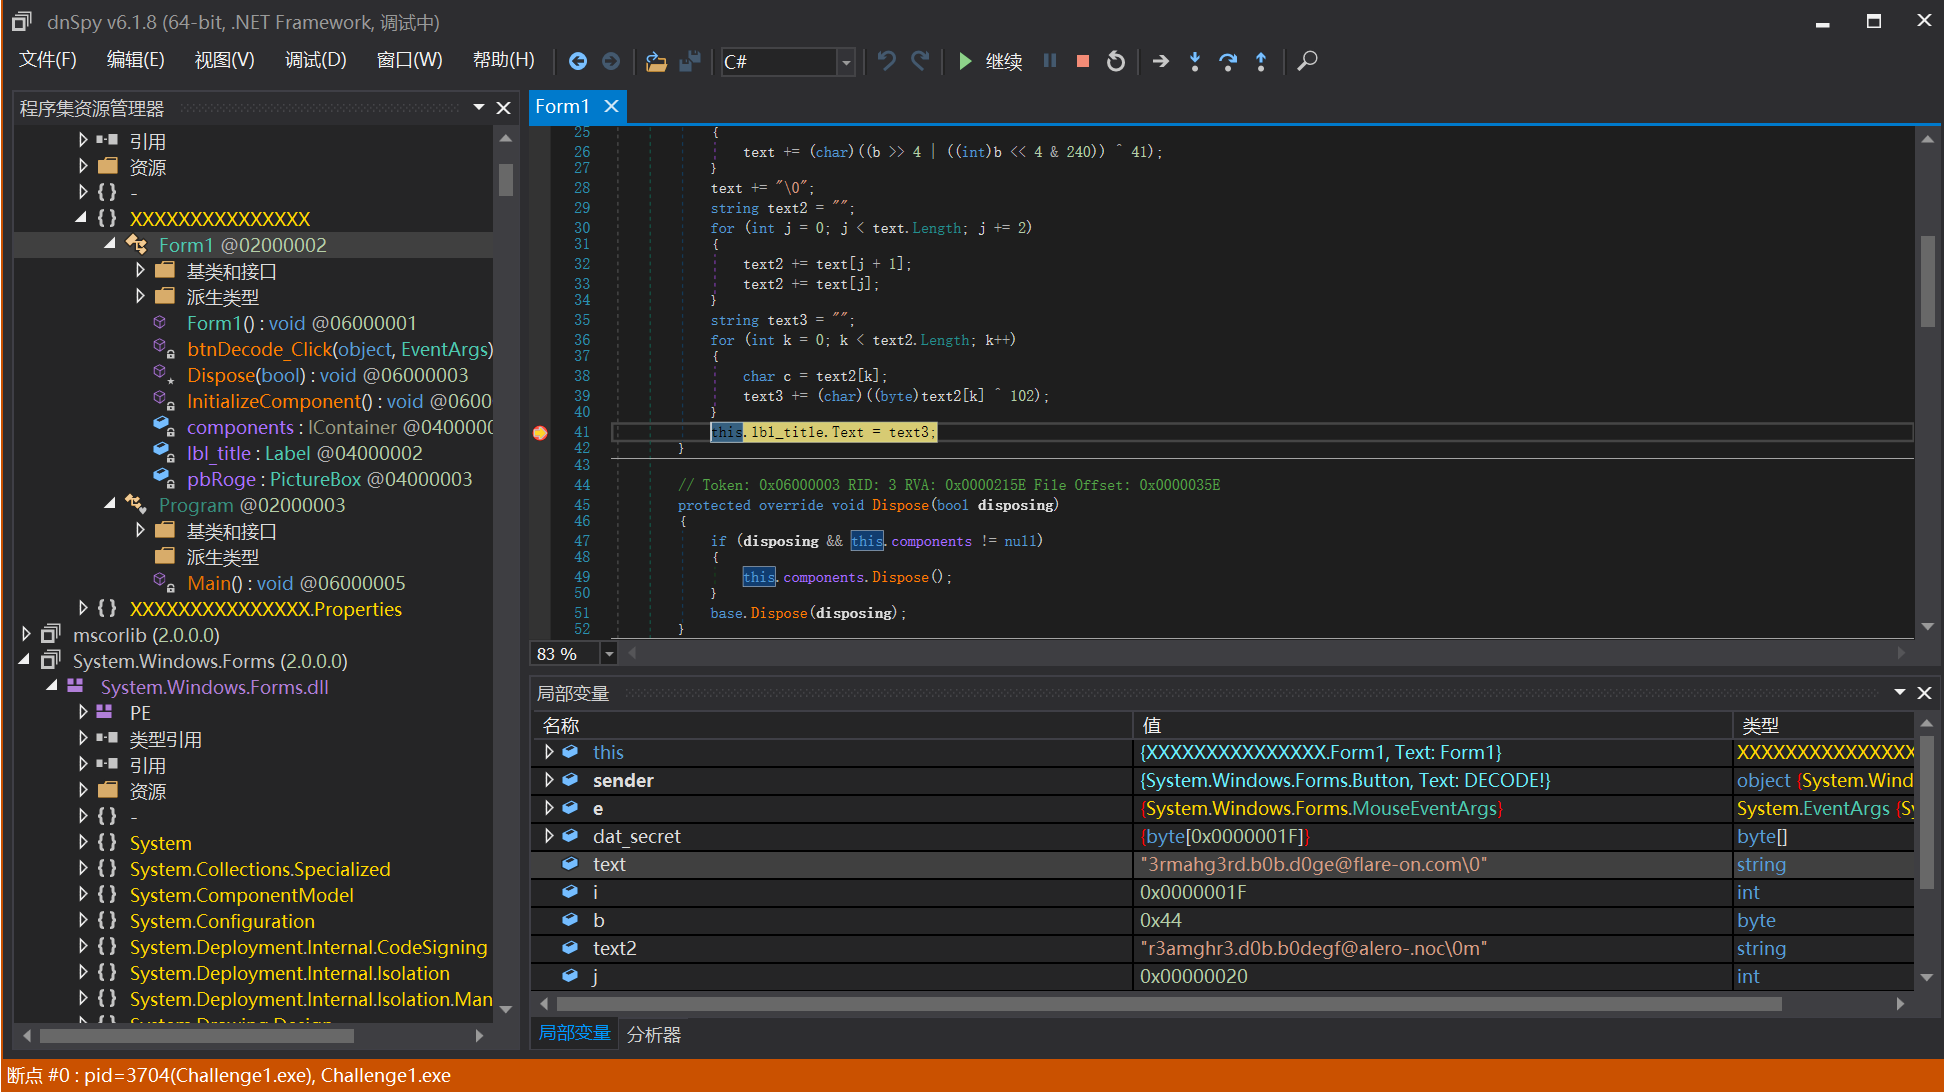 dnSpy v6.1.8 (64-bit, .NET Framework, 调试中)
文件(F) 编辑(E) 视图(V) 调试(D) 窗口(W) 帮助(H) C# 继续
程序集资源管理器
引用
资源
{ } -
{ } XXXXXXXXXXXXXXX
Form1 @02000002
基类和接口
派生类型
Form1() : void @06000001
btnDecode_Click(object, EventArgs)
Dispose(bool) : void @06000003
InitializeComponent() : void @0600
components : IContainer @0400000
lbl_title : Label @04000002
pbRoge : PictureBox @04000003
Program @02000003
基类和接口
派生类型
Main() : void @06000005
{ } XXXXXXXXXXXXXXX.Properties
mscorlib (2.0.0.0)
System.Windows.Forms (2.0.0.0)
System.Windows.Forms.dll
PE
类型引用
引用
资源
{ } -
{ } System
{ } System.Collections.Specialized
{ } System.ComponentModel
{ } System.Configuration
{ } System.Deployment.Internal.CodeSigning
{ } System.Deployment.Internal.Isolation
{ } System.Deployment.Internal.Isolation.Man
{ } System.Drawing.Design
Form1
25 {
26 text += (char)((b >> 4 | ((int)b << 4 & 240)) ^ 41);
27 }
28 text += "\0";
29 string text2 = "";
30 for (int j = 0; j < text.Length; j += 2)
31 {
32 text2 += text[j + 1];
33 text2 += text[j];
34 }
35 string text3 = "";
36 for (int k = 0; k < text2.Length; k++)
37 {
38 char c = text2[k];
39 text3 += (char)((byte)text2[k] ^ 102);
40 }
41 this.lbl_title.Text = text3;
42 }
43
44 // Token: 0x06000003 RID: 3 RVA: 0x0000215E File Offset: 0x0000035E
45 protected override void Dispose(bool disposing)
46 {
47 if (disposing && this.components != null)
48 {
49 this.components.Dispose();
50 }
51 base.Dispose(disposing);
52 }
83 %
局部变量
名称 值 类型
this {XXXXXXXXXXXXXXX.Form1, Text: Form1} XXXXXXXXXXXXXXX
sender {System.Windows.Forms.Button, Text: DECODE!} object {System.Wind
e {System.Windows.Forms.MouseEventArgs} System.EventArgs {Sy
dat_secret {byte[0x0000001F]} byte[]
text "3rmahg3rd.b0b.d0ge@flare-on.com\0" string
i 0x0000001F int
b 0x44 byte
text2 "r3amghr3.d0b.b0degf@alero-.noc\0m" string
j 0x00000020 int
局部变量 分析器
断点 #0 : pid=3704(Challenge1.exe), Challenge1.exe